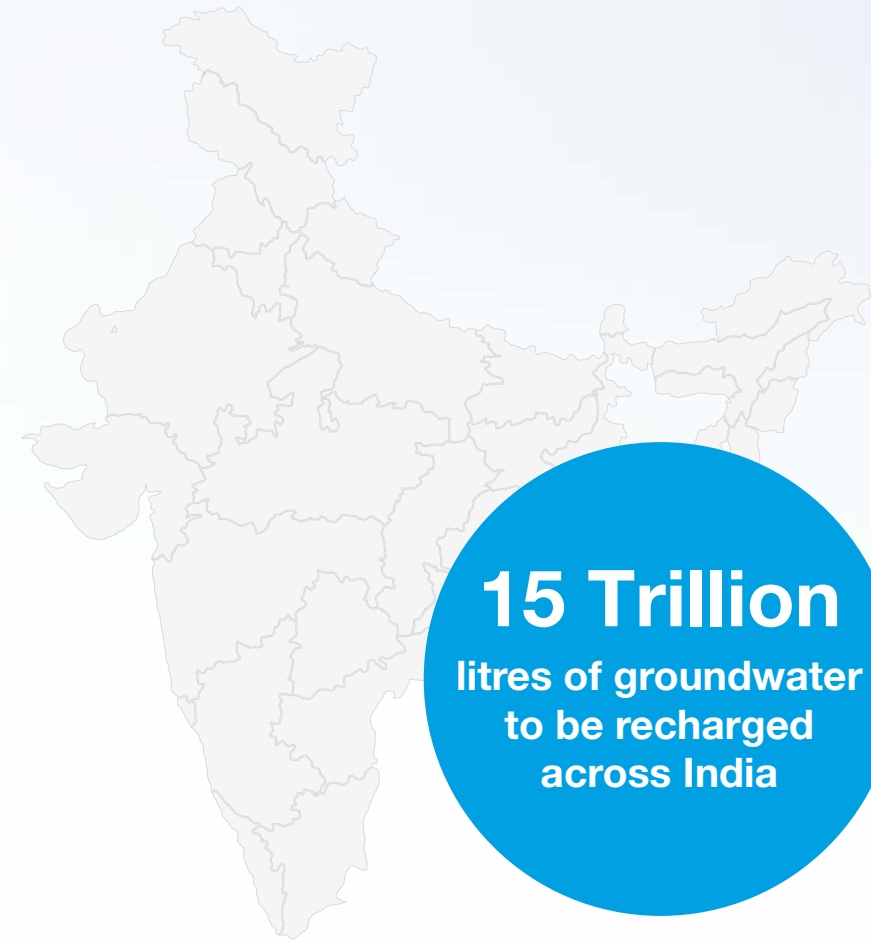 15 Trillion
litres of groundwater
to be recharged
across India